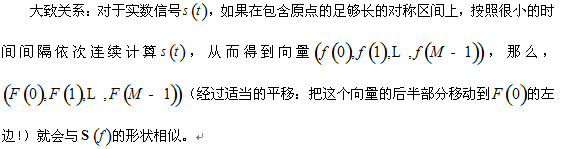 大致关系：对于实数信号s(t)，如果在包含原点的足够长的对称区间上，按照很小的时
间间隔依次连续计算s(t)，从而得到向量(f(0),f(1),L ,f(M - 1))，那么，
(F(0),F(1),L ,F(M - 1))（经过适当的平移：把这个向量的后半部分移动到F(0)的左
边!）就会与S(f)的形状相似。↵